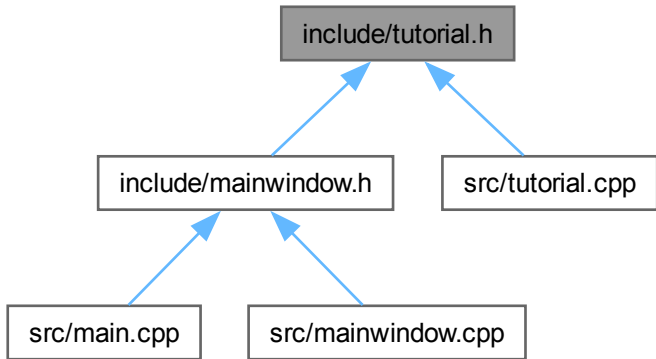 include/tutorial.h
include/mainwindow.h
src/tutorial.cpp
src/main.cpp
src/mainwindow.cpp